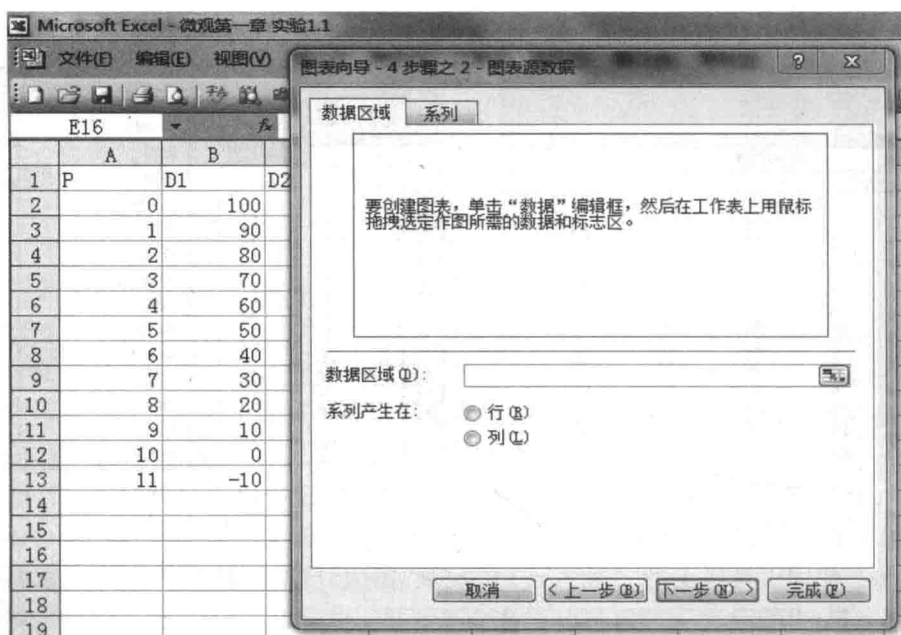 Microsoft Excel - 微观第一章 实验1.1
文件(F) 编辑(E) 视图(V)
图表向导 - 4 步骤之 2 - 图表源数据
E16
数据区域 系列
A B
1 P D1 D2
2 0 100
3 1 90
4 2 80
5 3 70
6 4 60
7 5 50
8 6 40
9 7 30
10 8 20
11 9 10
12 10 0
13 11 -10
14
15
16
17
18
19
要创建图表，单击“数据”编辑框，然后在工作表上用鼠标
拖拽选定作图所需的数据和标志区。
数据区域(D):
系列产生在:
行(R)
列(L)
取消 <上一步(B) 下一步(N)> 完成(F)